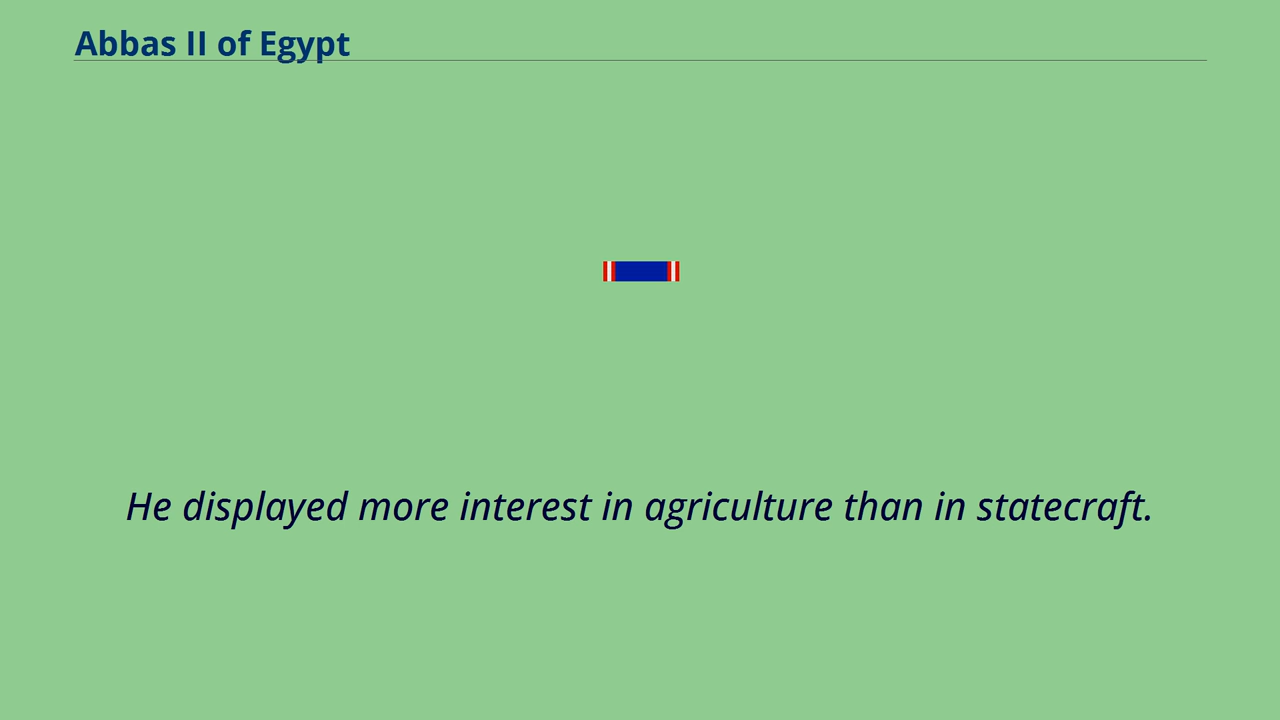 Abbas II of Egypt
He displayed more interest in agriculture than in statecraft.